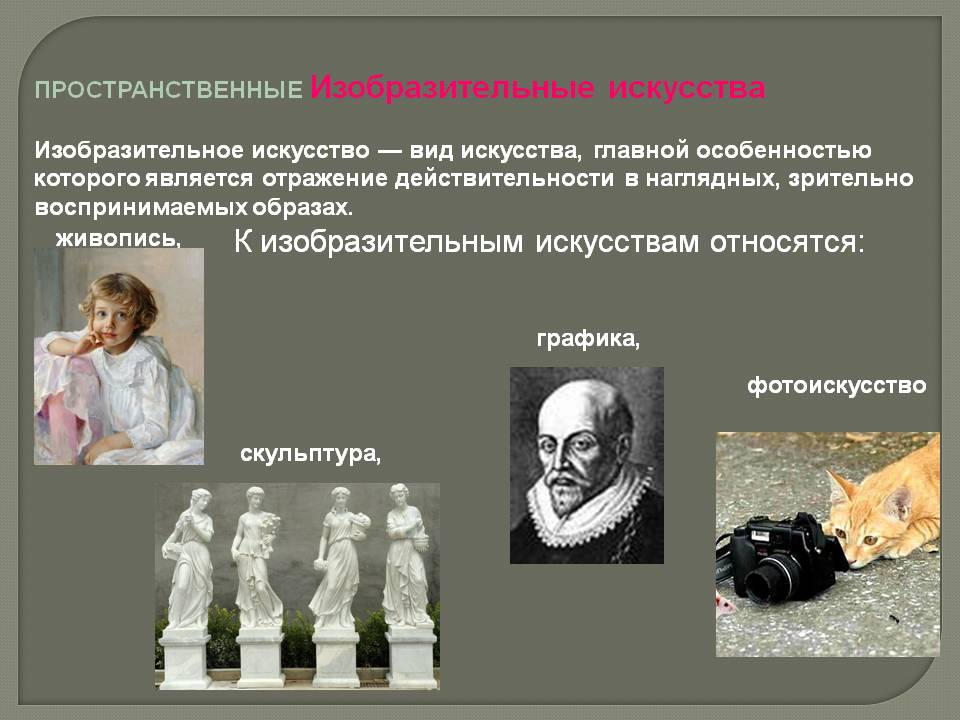 ПРОСТРАНСТВЕННЫЕ Изобразительные искусства
Изобразительное искусство — вид искусства, главной особенностью
которого является отражение действительности в наглядных, зрительно
воспринимаемых образах.
живопись,
К изобразительным искусствам относятся:
графика,
фотоискусство
скульптура,